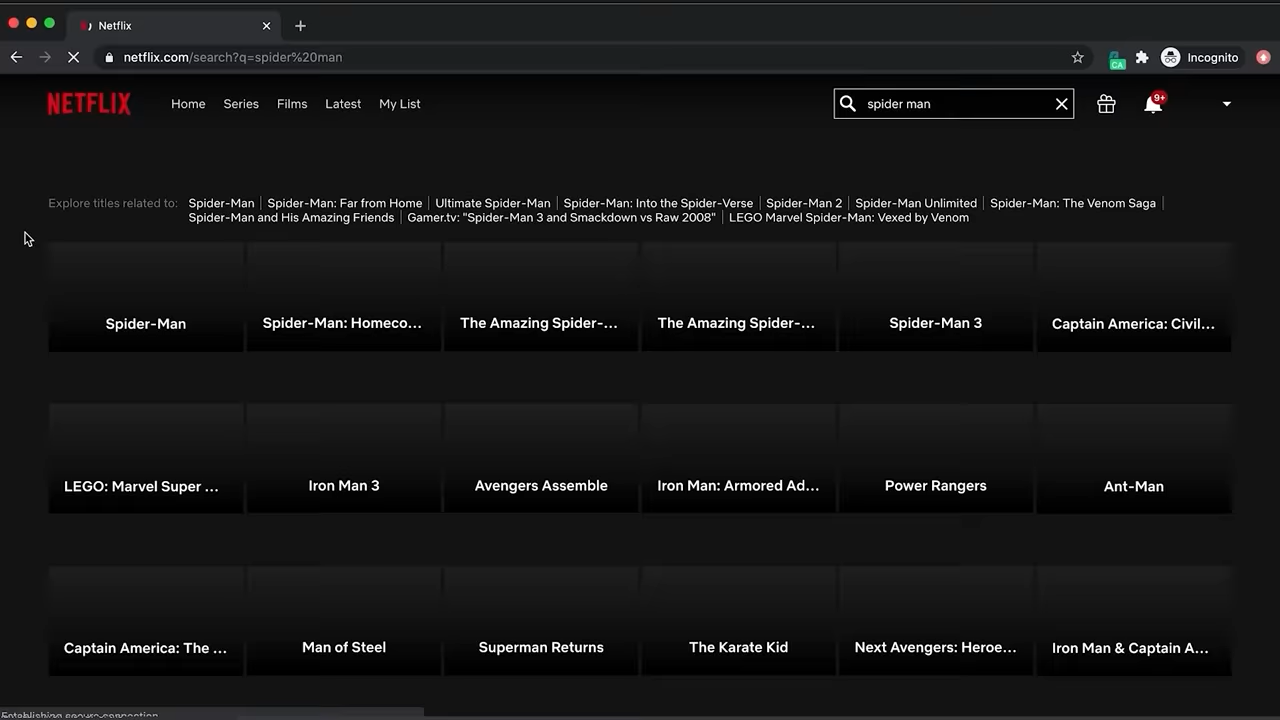 Netflix
netflix.com/search?q=spider%20man
CA
Incognito
NETFLIX Home Series Films Latest My List
spider man
9+
Explore titles related to: Spider-Man | Spider-Man: Far from Home | Ultimate Spider-Man | Spider-Man: Into the Spider-Verse | Spider-Man 2 | Spider-Man Unlimited | Spider-Man: The Venom Saga |
Spider-Man and His Amazing Friends | Gamer.tv: "Spider-Man 3 and Smackdown vs Raw 2008" | LEGO Marvel Spider-Man: Vexed by Venom
Spider-Man Spider-Man: Homeco... The Amazing Spider-... The Amazing Spider-... Spider-Man 3 Captain America: Civil...
LEGO: Marvel Super ... Iron Man 3 Avengers Assemble Iron Man: Armored Ad... Power Rangers Ant-Man
Captain America: The ... Man of Steel Superman Returns The Karate Kid Next Avengers: Heroe... Iron Man & Captain A...
Establishing secure connection